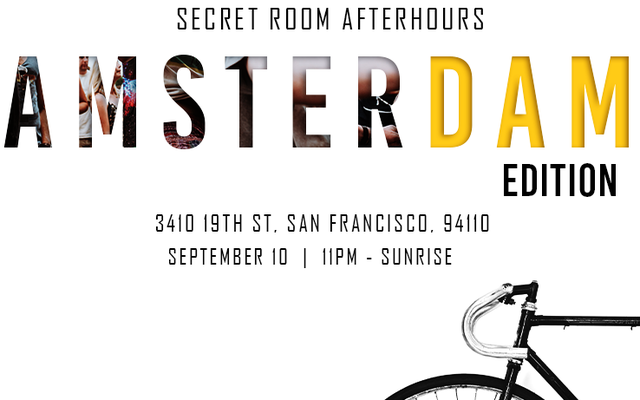 SECRET ROOM AFTERHOURS
AMSTERDAM
EDITION
3410 19TH ST, SAN FRANCISCO, 94110
SEPTEMBER 10 | 11PM - SUNRISE